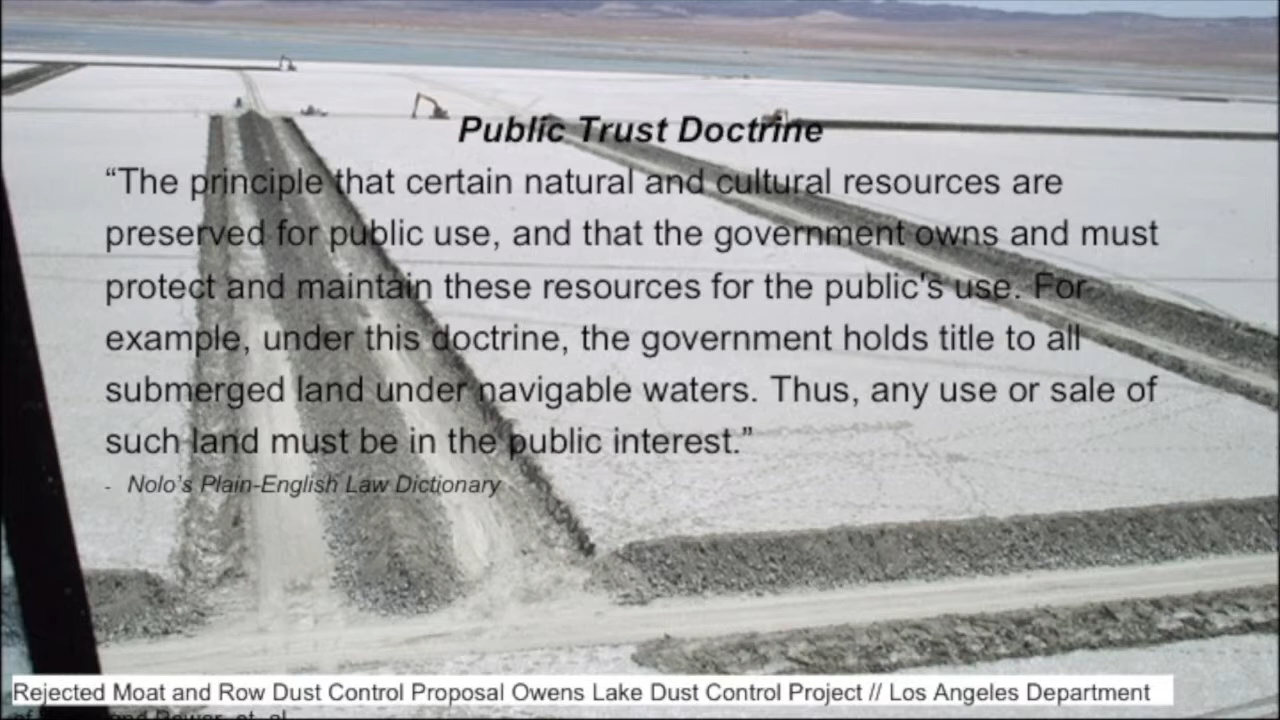 Public Trust Doctrine
“The principle that certain natural and cultural resources are
preserved for public use, and that the government owns and must
protect and maintain these resources for the public's use. For
example, under this doctrine, the government holds title to all
submerged land under navigable waters. Thus, any use or sale of
such land must be in the public interest.”
- Nolo’s Plain-English Law Dictionary
Rejected Moat and Row Dust Control Proposal Owens Lake Dust Control Project // Los Angeles Department